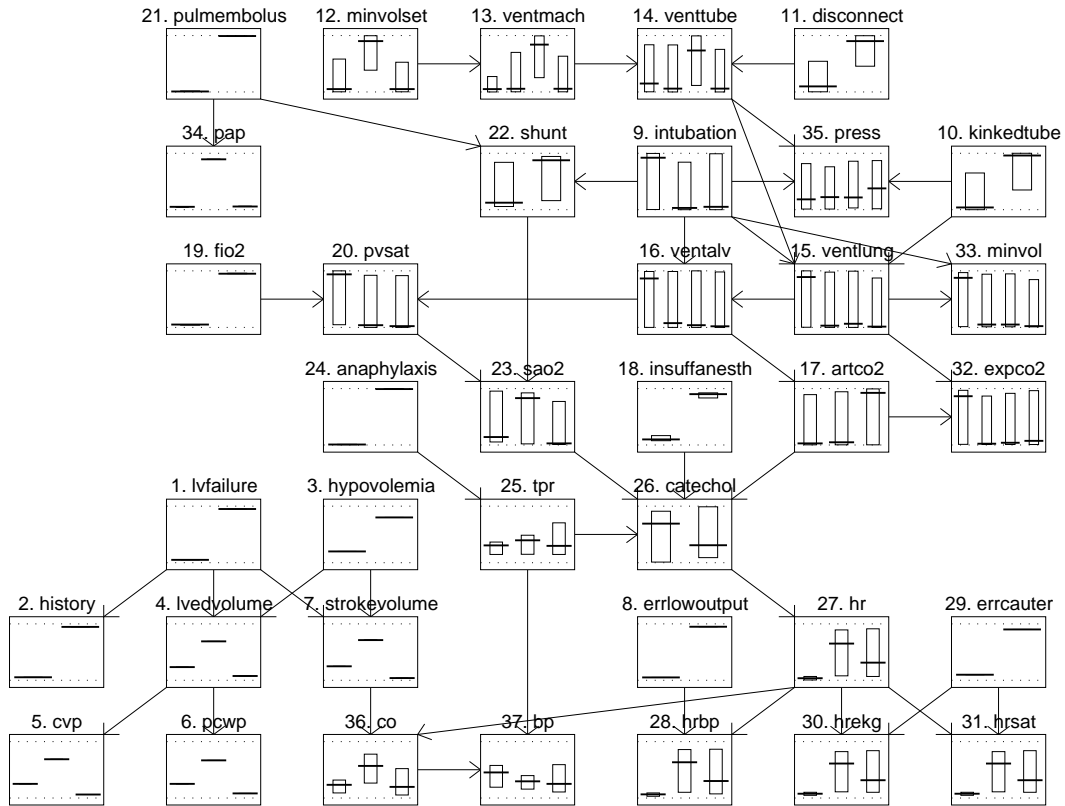 21. pulmembolus 12. minvolset 13. ventmach 14. venttube 11. disconnect
34. pap 22. shunt 9. intubation 35. press 10. kinkedtube
19. fio2 20. pvsat 16. ventalv 15. ventlung 33. minvol
24. anaphylaxis 23. sao2 18. insuffanesth 17. artco2 32. expco2
1. lvfailure 3. hypovolemia 25. tpr 26. catechol
2. history 4. lvedvolume 7. strokevolume 8. errlowoutput 27. hr 29. errcauter
5. cvp 6. pcwp 36. co 37. bp 28. hrbp 30. hrekg 31. hrsat